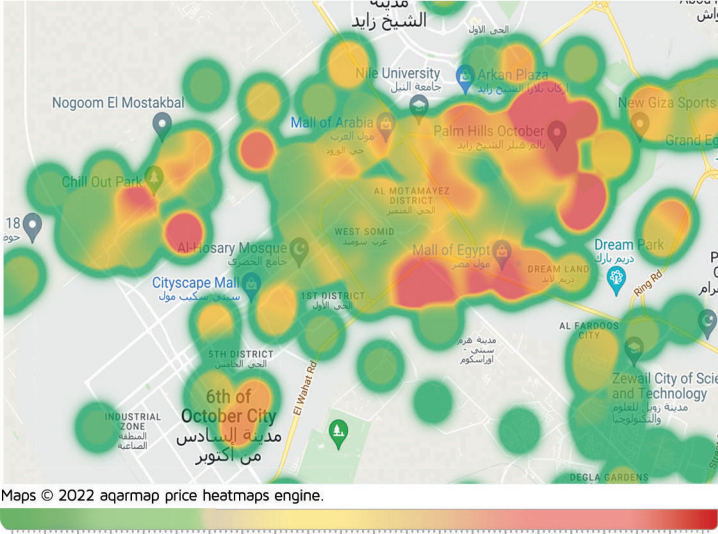 مدينة
الشيخ زايد
الحي الأول
Nile University
جامعة النيل
Arkan Plaza
أركان بلازا الشيخ زايد
Nogoom El Mostakbal
New Giza Sports
Mall of Arabia
مول العرب
حي الورود
Palm Hills October
بالم هيلز الشيخ زايد
Grand Eg
Chill Out Park
AL MOTAMAYEZ
DISTRICT
الحي المتميز
18
WEST SOMID
غرب سوميد
Al-Hosary Mosque
جامع الحصري
Mall of Egypt
مول مصر
DREAM LAND
دريم لاند
Dream Park
دريم بارك
Ring Rd
Cityscape Mall
سيتي سكيب مول
1ST DISTRICT
الحي الأول
AL FARDOOS
CITY
5TH DISTRICT
الحي الخامس
مدينة هرم
سيتي -
أوراسكوم
El Wahat Rd
Zewail City of Scie
and Technology
مدينة زويل للعلوم
والتكنولوجيا
6th of
October City
مدينة السادس
من أكتوبر
INDUSTRIAL
ZONE
المنطقة
الصناعية
DEGLA GARDENS
Maps © 2022 aqarmap price heatmaps engine.